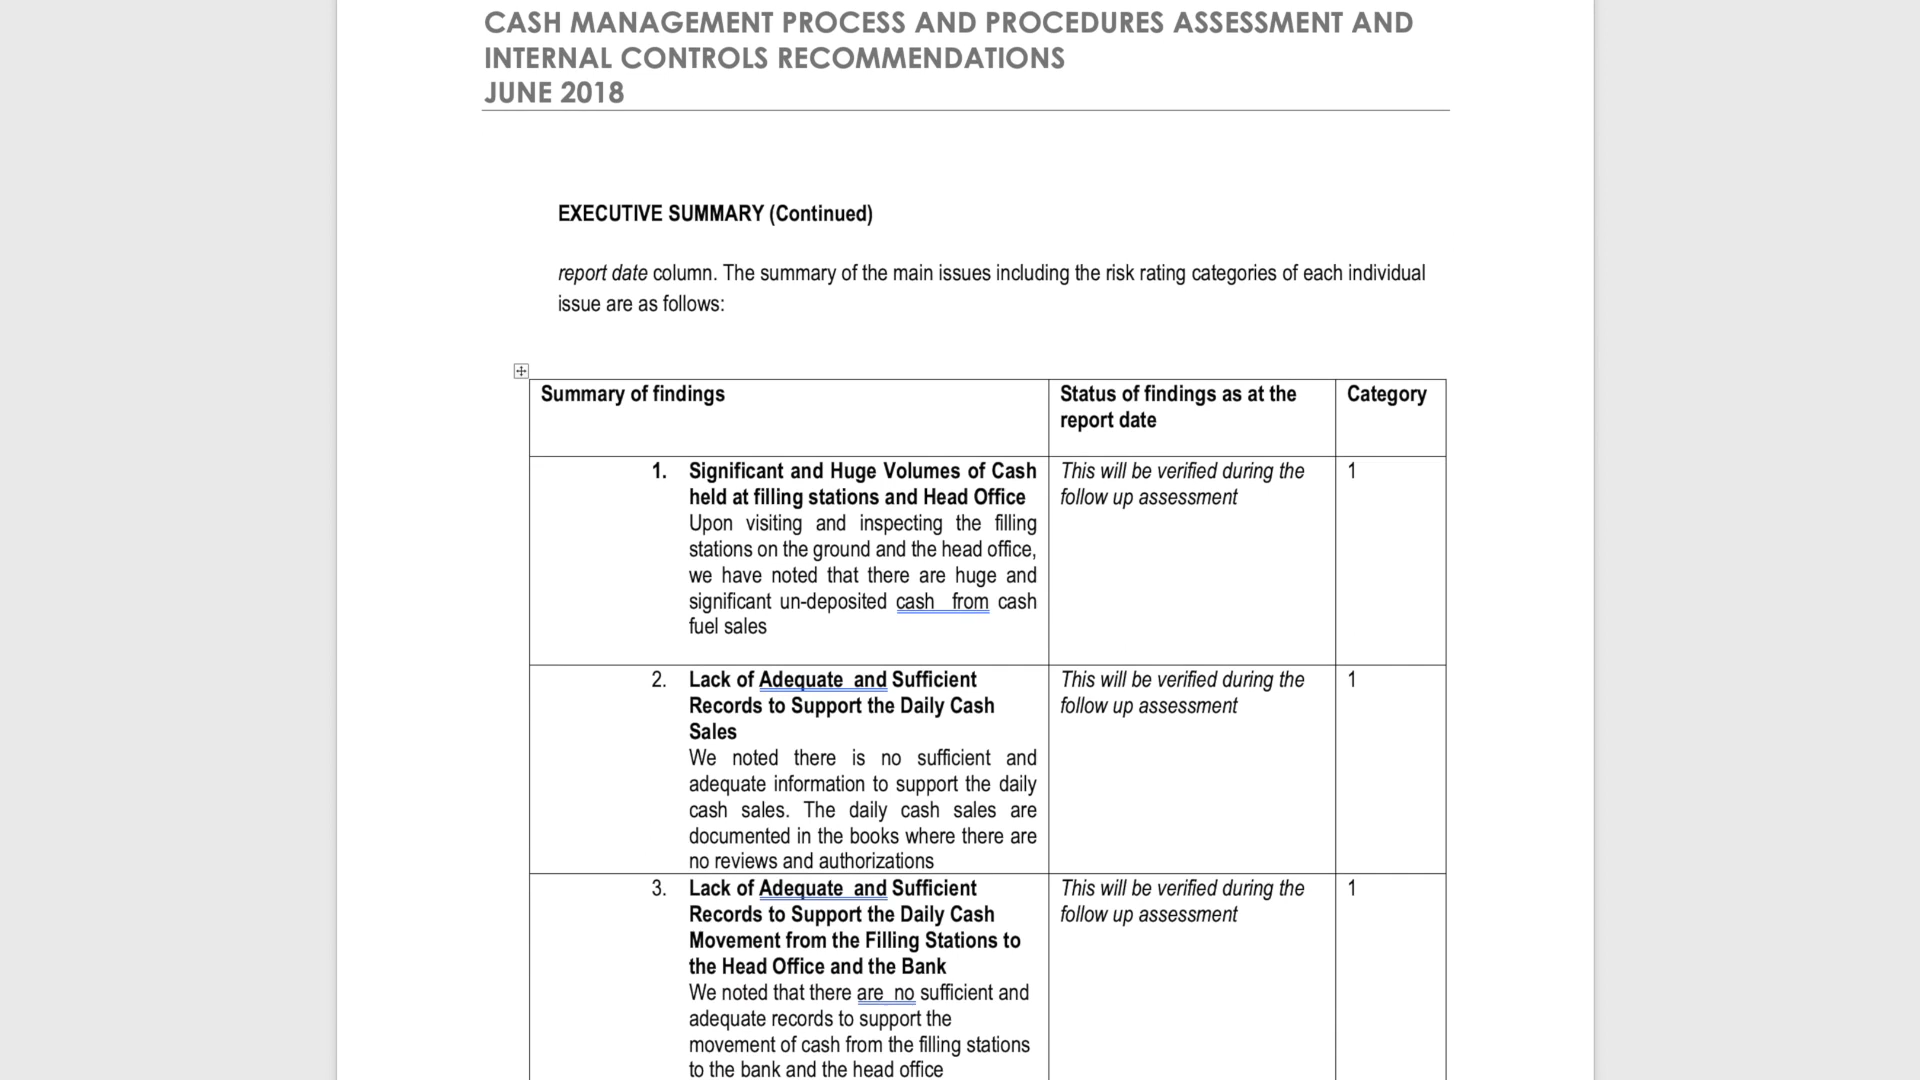 CASH MANAGEMENT PROCESS AND PROCEDURES ASSESSMENT AND
INTERNAL CONTROLS RECOMMENDATIONS
JUNE 2018
EXECUTIVE SUMMARY (Continued)
report date column. The summary of the main issues including the risk rating categories of each individual
issue are as follows:
Summary of findings
Status of findings as at the
report date
Category
1. Significant and Huge Volumes of Cash
held at filling stations and Head Office
Upon visiting and inspecting the filling
stations on the ground and the head office,
we have noted that there are huge and
significant un-deposited cash  from cash
fuel sales
This will be verified during the
follow up assessment
1
2. Lack of Adequate  and Sufficient
Records to Support the Daily Cash
Sales
We noted there is no sufficient and
adequate information to support the daily
cash sales. The daily cash sales are
documented in the books where there are
no reviews and authorizations
This will be verified during the
follow up assessment
1
3. Lack of Adequate  and Sufficient
Records to Support the Daily Cash
Movement from the Filling Stations to
the Head Office and the Bank
We noted that there are  no sufficient and
adequate records to support the
movement of cash from the filling stations
to the bank and the head office
This will be verified during the
follow up assessment
1